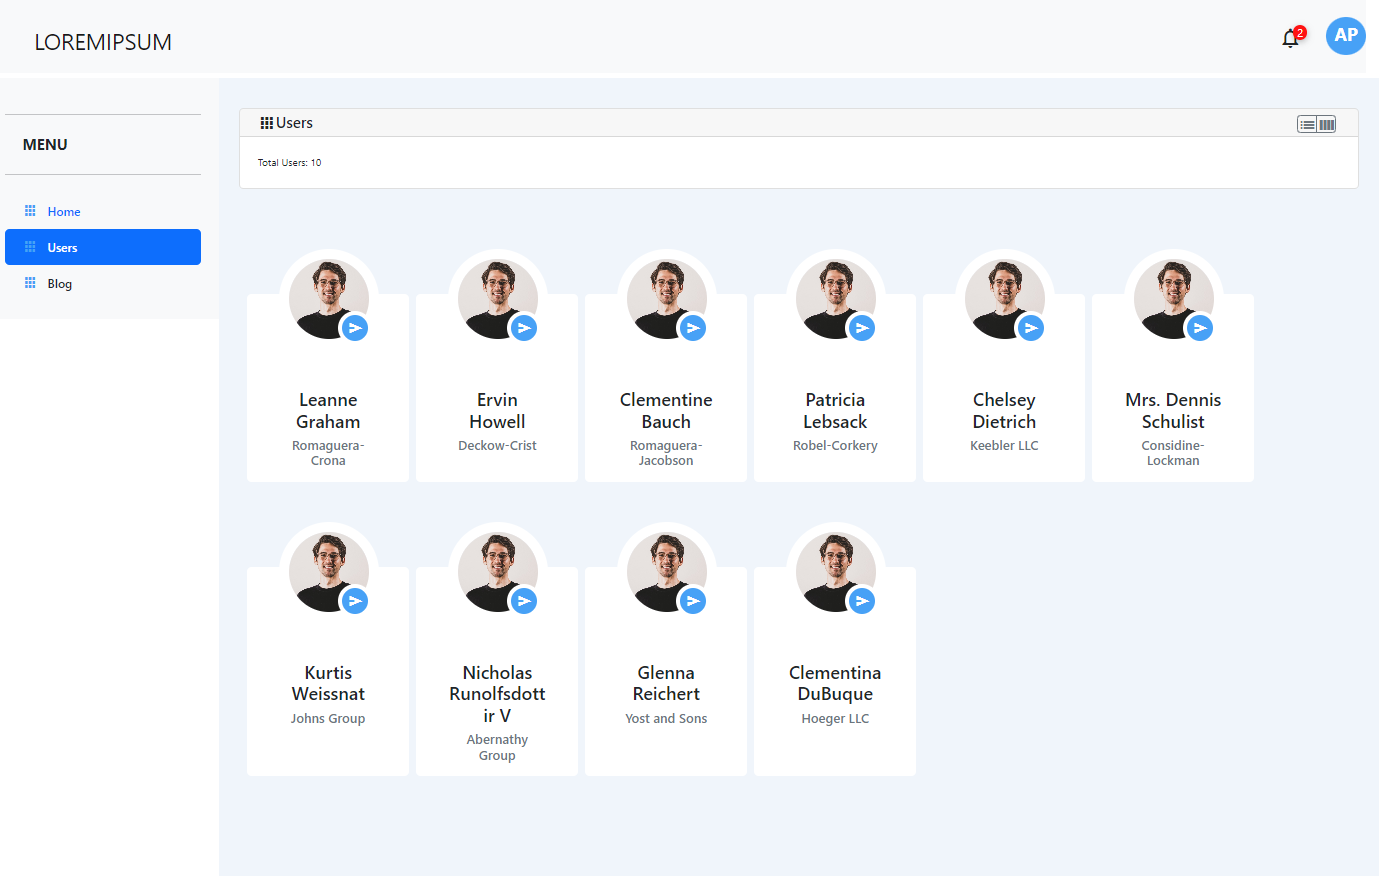 LOREMIPSUM
2
AP
MENU
Home
Users
Blog
Users
Total Users: 10
Leanne
Graham
Romaguera-
Crona
Ervin
Howell
Deckow-Crist
Clementine
Bauch
Romaguera-
Jacobson
Patricia
Lebsack
Robel-Corkery
Chelsey
Dietrich
Keebler LLC
Mrs. Dennis
Schulist
Considine-
Lockman
Kurtis
Weissnat
Johns Group
Nicholas
Runolfsdott
ir V
Abernathy
Group
Glenna
Reichert
Yost and Sons
Clementina
DuBuque
Hoeger LLC